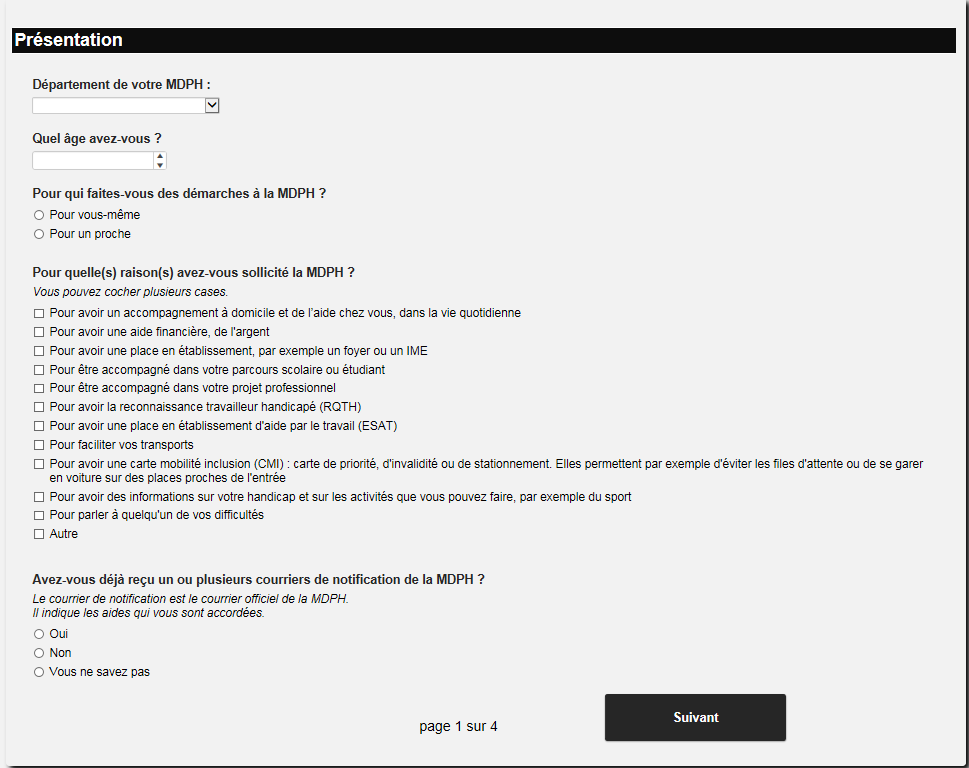 Présentation
Département de votre MDPH :
Quel âge avez-vous ?
Pour qui faites-vous des démarches à la MDPH ?
Pour vous-même
Pour un proche
Pour quelle(s) raison(s) avez-vous sollicité la MDPH ?
Vous pouvez cocher plusieurs cases.
Pour avoir un accompagnement à domicile et de l'aide chez vous, dans la vie quotidienne
Pour avoir une aide financière, de l'argent
Pour avoir une place en établissement, par exemple un foyer ou un IME
Pour être accompagné dans votre parcours scolaire ou étudiant
Pour être accompagné dans votre projet professionnel
Pour avoir la reconnaissance travailleur handicapé (RQTH)
Pour avoir une place en établissement d'aide par le travail (ESAT)
Pour faciliter vos transports
Pour avoir une carte mobilité inclusion (CMI) : carte de priorité, d'invalidité ou de stationnement. Elles permettent par exemple d'éviter les files d'attente ou de se garer
en voiture sur des places proches de l'entrée
Pour avoir des informations sur votre handicap et sur les activités que vous pouvez faire, par exemple du sport
Pour parler à quelqu'un de vos difficultés
Autre
Avez-vous déjà reçu un ou plusieurs courriers de notification de la MDPH ?
Le courrier de notification est le courrier officiel de la MDPH.
Il indique les aides qui vous sont accordées.
Oui
Non
Vous ne savez pas
page 1 sur 4
Suivant